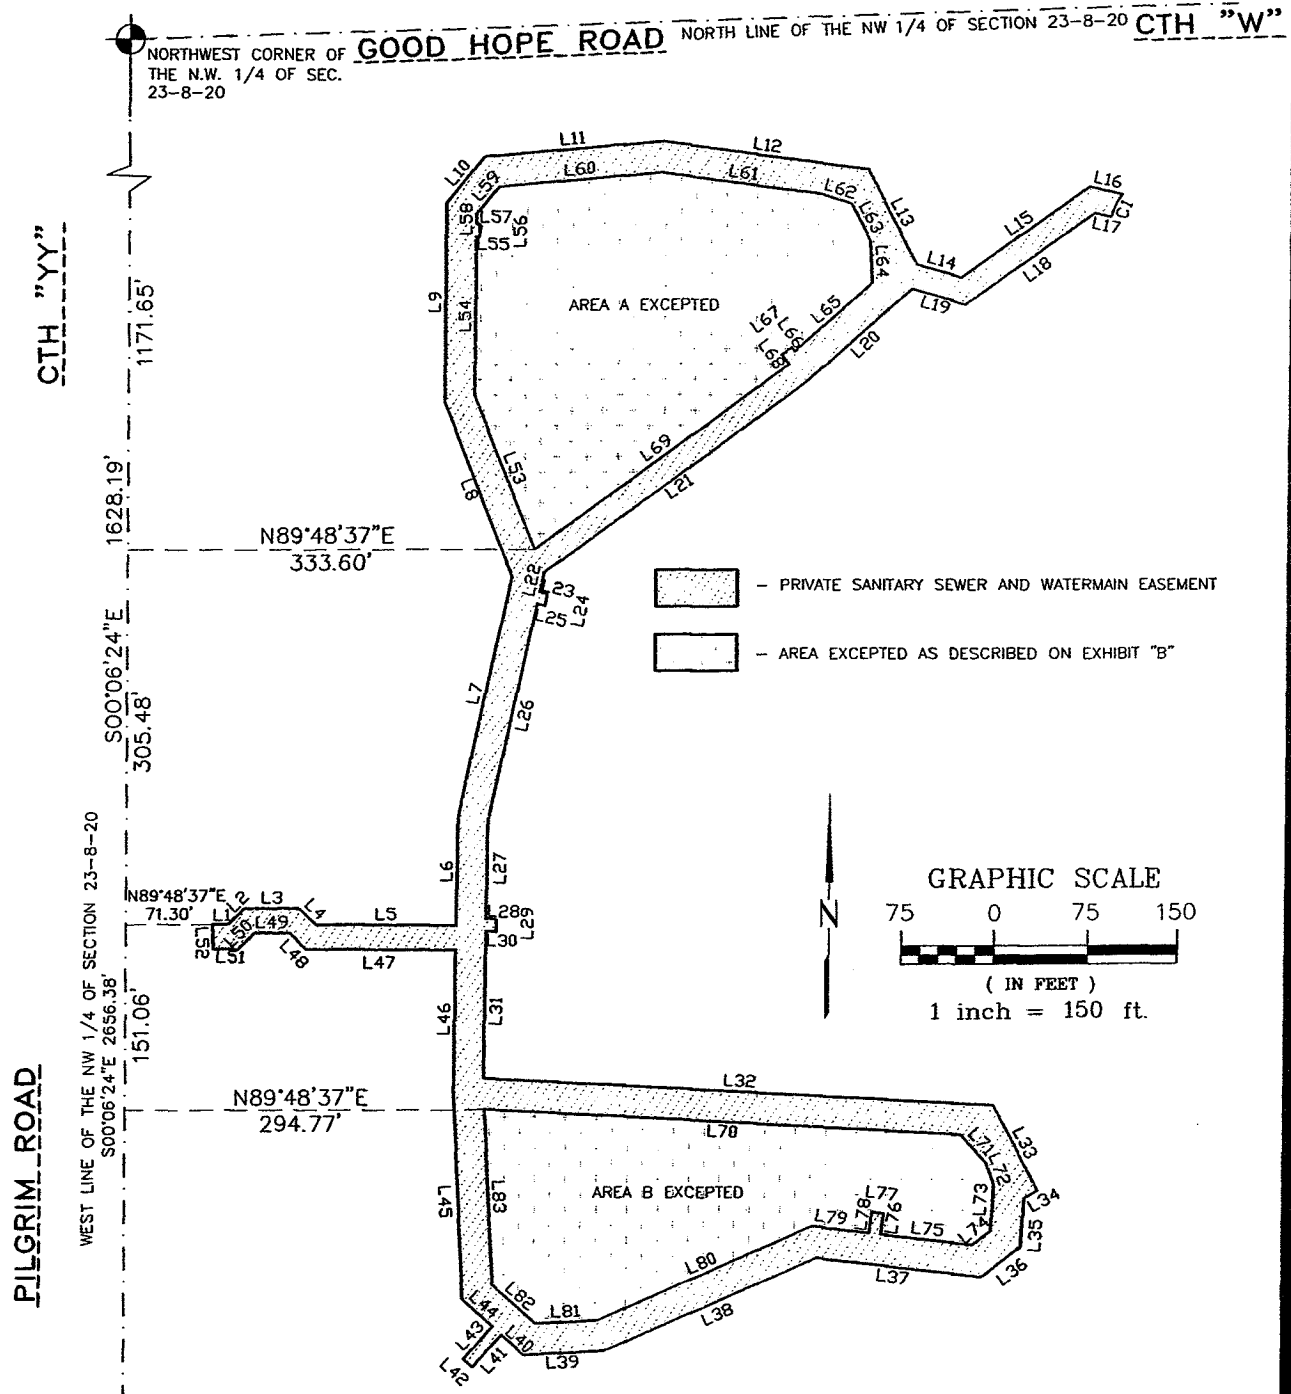 NORTHWEST CORNER OF
THE N.W. 1/4 OF SEC.
23-8-20
GOOD HOPE ROAD
NORTH LINE OF THE NW 1/4 OF SECTION 23-8-20
CTH "W"
CTH "YY"
1171.65'
1628.19'
S00°06'24"E
305.48'
L10
L11
L12
L59
L60
L61
L62
L58
L57
L56
L55
L63
L13
L64
L14
L15
L16
C1
L17
L18
L19
L9
L54
AREA A EXCEPTED
L67
L66
L68
L65
L20
L69
L21
L53
L8
N89°48'37"E
333.60'
L22
23
L24
L25
- PRIVATE SANITARY SEWER AND WATERMAIN EASEMENT
- AREA EXCEPTED AS DESCRIBED ON EXHIBIT "B"
L7
L26
L6
L27
N89°48'37"E
71.30'
L1
L2
L3
L4
L5
28
L29
L30
L52
L51
L50
L49
L48
L47
L46
L31
N
GRAPHIC SCALE
75 0 75 150
( IN FEET )
1 inch = 150 ft.
WEST LINE OF THE NW 1/4 OF SECTION 23-8-20
S00°06'24"E 2656.38'
151.06'
PILGRIM ROAD
N89°48'37"E
294.77'
L32
L70
L71
L72
L33
L34
L73
L35
L74
L36
AREA B EXCEPTED
L77
L78
L76
L75
L79
L37
L45
L83
L80
L38
L82
L81
L44
L43
L42
L41
L40
L39